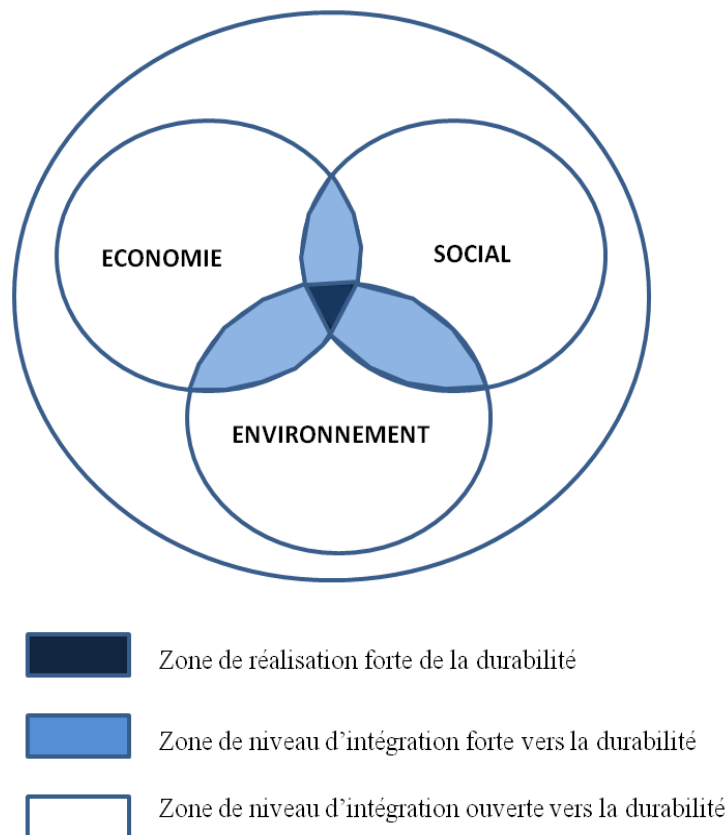 ECONOMIE
SOCIAL
ENVIRONNEMENT
Zone de réalisation forte de la durabilité
Zone de niveau d’intégration forte vers la durabilité
Zone de niveau d’intégration ouverte vers la durabilité